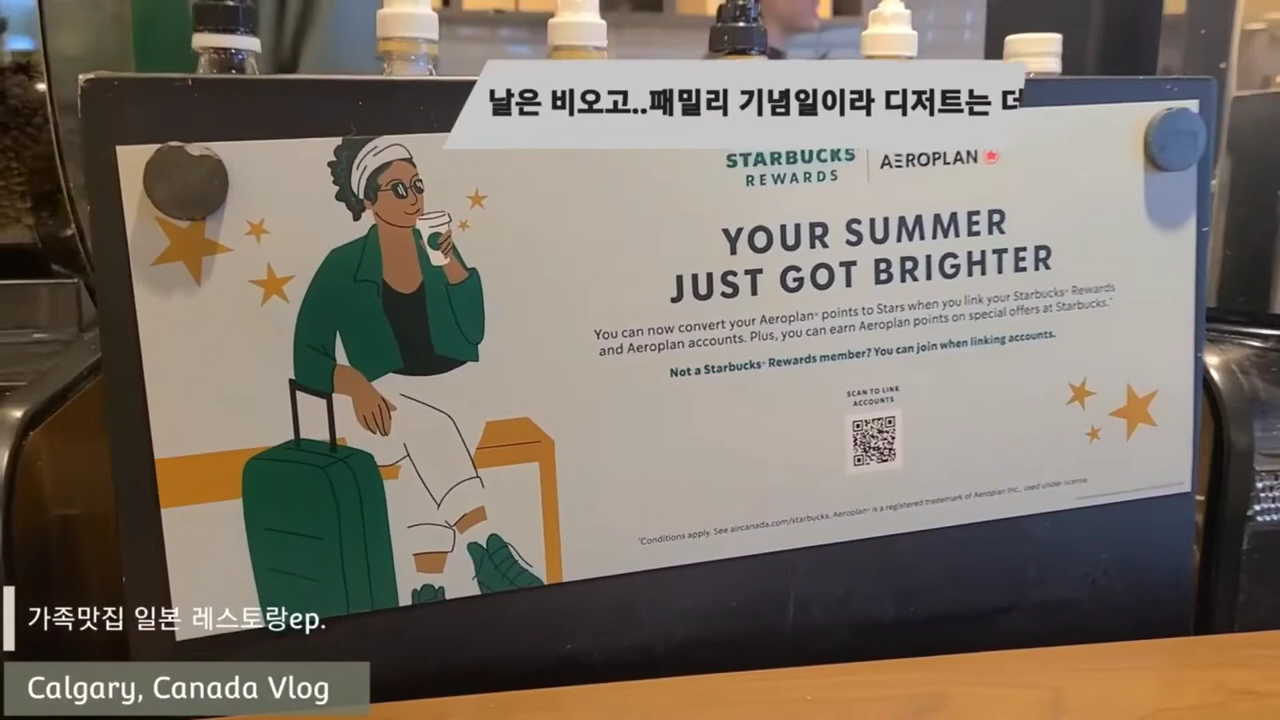 날은 비오고..패밀리 기념일이라 디저트는 더
STARBUCKS®
REWARDS
AEROPLAN
YOUR SUMMER
JUST GOT BRIGHTER
You can now convert your Aeroplan® points to Stars when you link your Starbucks® Rewards
and Aeroplan accounts. Plus, you can earn Aeroplan points on special offers at Starbucks.*
Not a Starbucks® Rewards member? You can join when linking accounts.
SCAN TO LINK
ACCOUNTS
*Conditions apply. See aircanada.com/starbucks. Aeroplan® is a registered trademark of Aeroplan Inc., used under license
가족맛집 일본 레스토랑ep.
Calgary, Canada Vlog